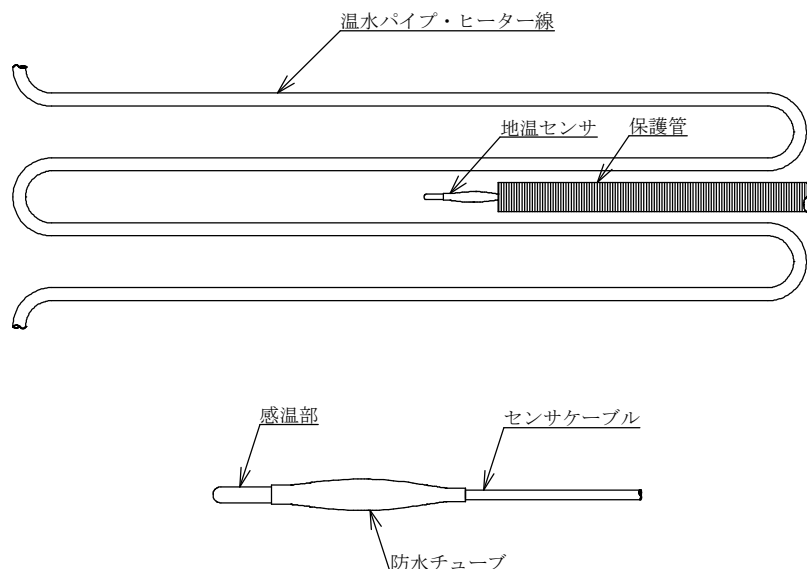 温水パイプ・ヒーター線
地温センサ
保護管
感温部
センサケーブル
防水チューブ